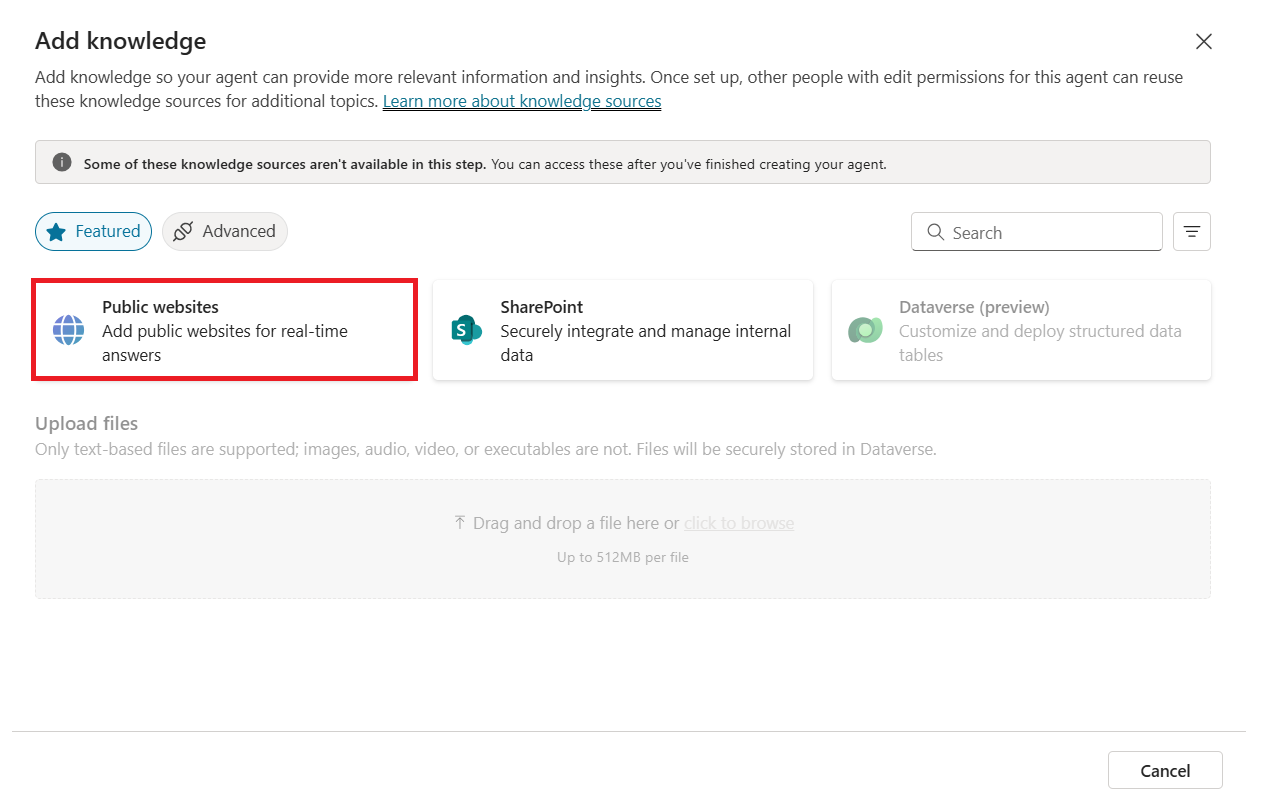 Add knowledge
Add knowledge so your agent can provide more relevant information and insights. Once set up, other people with edit permissions for this agent can reuse
these knowledge sources for additional topics. Learn more about knowledge sources
Some of these knowledge sources aren't available in this step. You can access these after you've finished creating your agent.
Featured
Advanced
Search
Public websites
Add public websites for real-time
answers
SharePoint
Securely integrate and manage internal
data
Dataverse (preview)
Customize and deploy structured data
tables
Upload files
Only text-based files are supported; images, audio, video, or executables are not. Files will be securely stored in Dataverse.
Drag and drop a file here or click to browse
Up to 512MB per file
Cancel